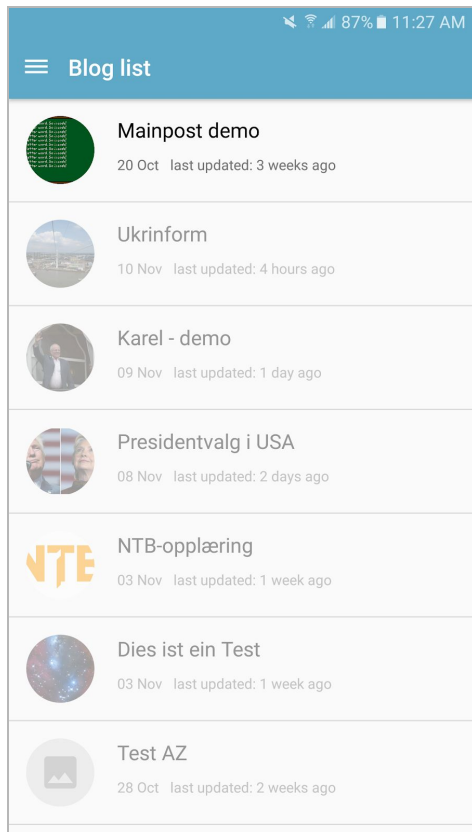 87% 11:27 AM
Blog list
Mainpost demo
20 Oct last updated: 3 weeks ago
Ukrinform
10 Nov last updated: 4 hours ago
Karel - demo
09 Nov last updated: 1 day ago
Presidentvalg i USA
08 Nov last updated: 2 days ago
NTB-opplæring
NTB
03 Nov last updated: 1 week ago
Dies ist ein Test
03 Nov last updated: 1 week ago
Test AZ
28 Oct last updated: 2 weeks ago